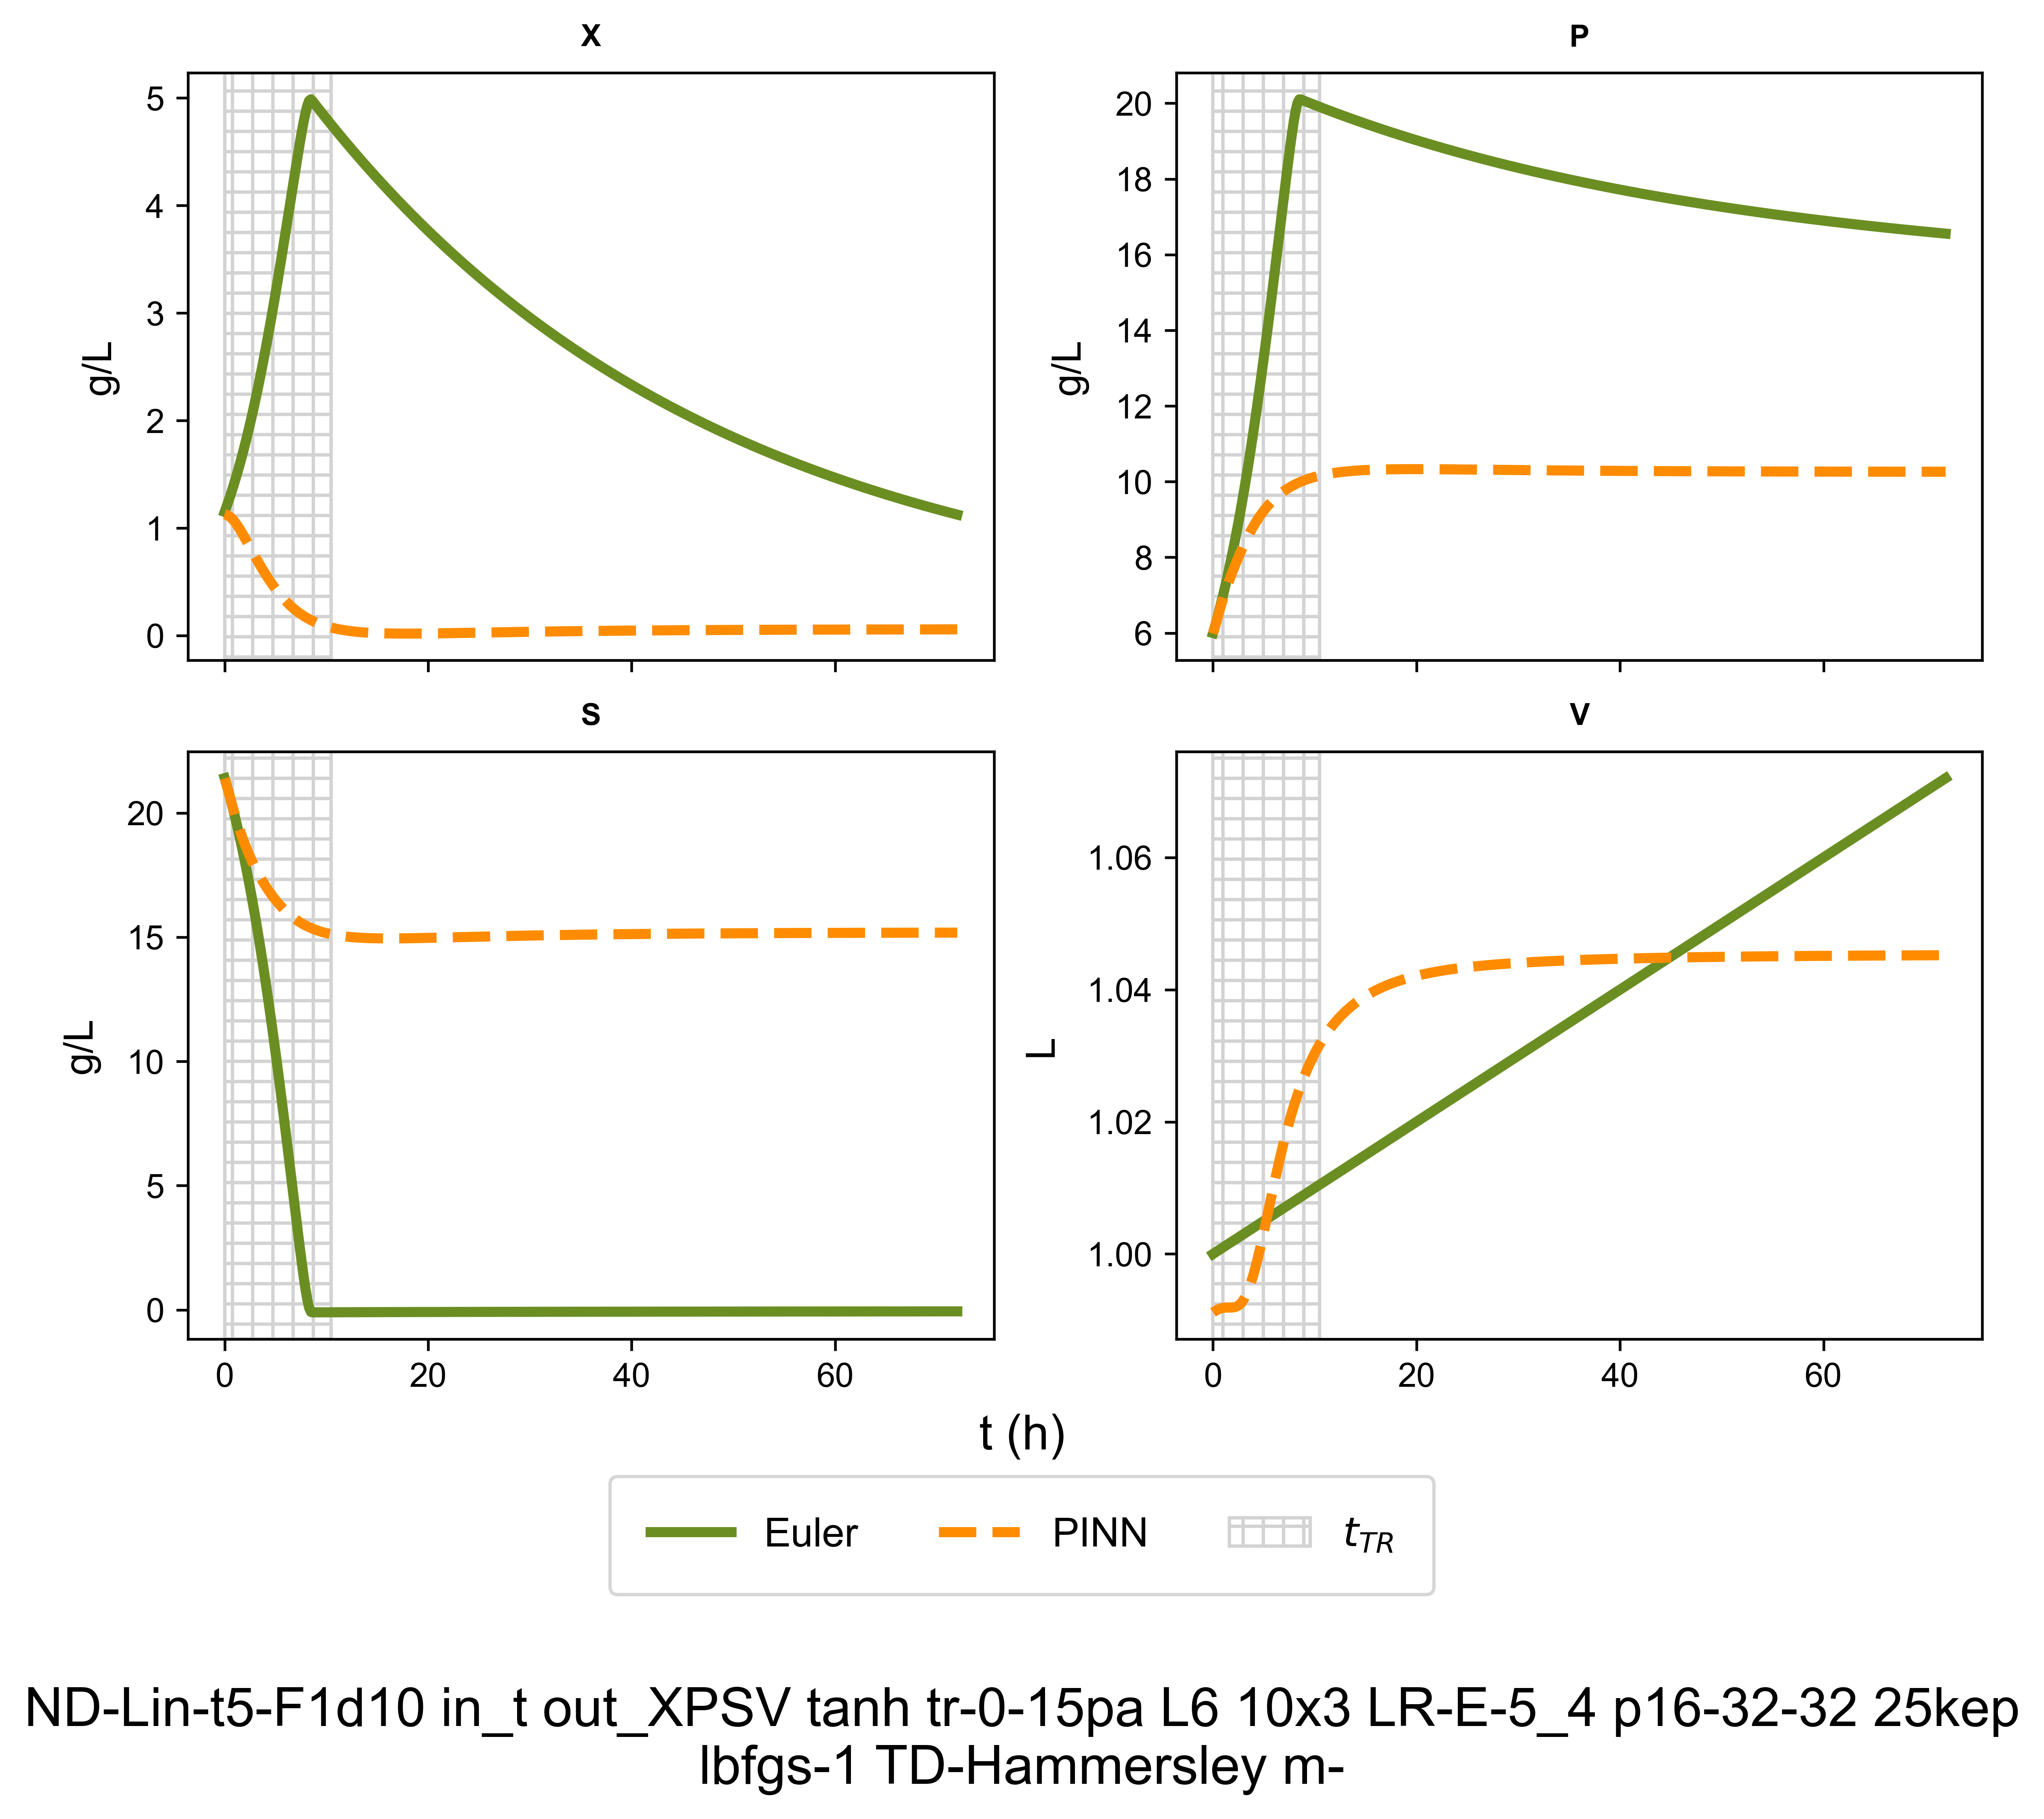 X
P
5
4
3
2
1
0
g/L
20
18
16
14
12
10
8
6
g/L
S
V
20
15
10
5
0
g/L
1.06
1.04
1.02
1.00
L
0 20 40 60
0 20 40 60
t (h)
Euler PINN t_TR
ND-Lin-t5-F1d10 in_t out_XPSV tanh tr-0-15pa L6 10x3 LR-E-5_4 p16-32-32 25kep
lbfgs-1 TD-Hammersley m-